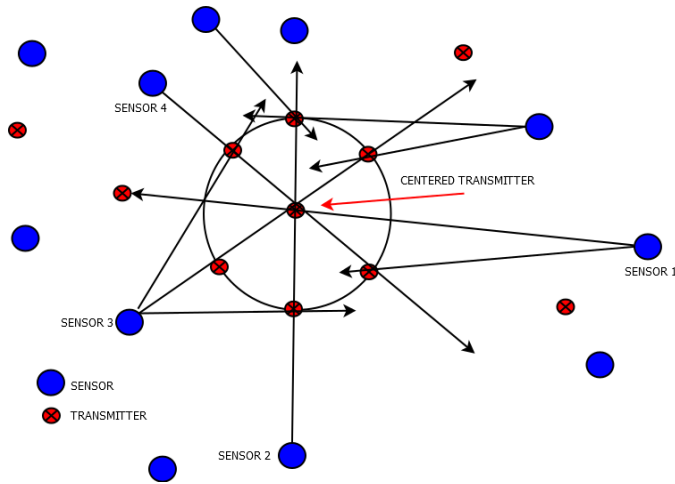 SENSOR 4
CENTERED TRANSMITTER
SENSOR 1
SENSOR 3
SENSOR
TRANSMITTER
SENSOR 2